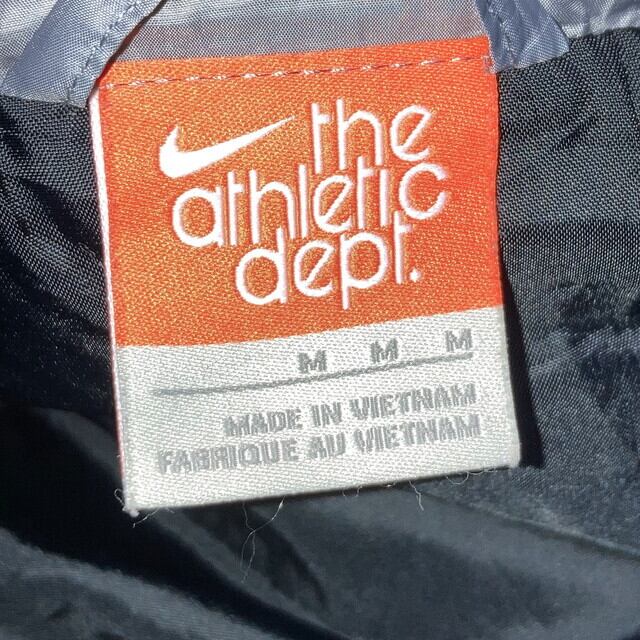 the
athletic
dept.
M M M
MADE IN VIETNAM
FABRIQUE AU VIETNAM